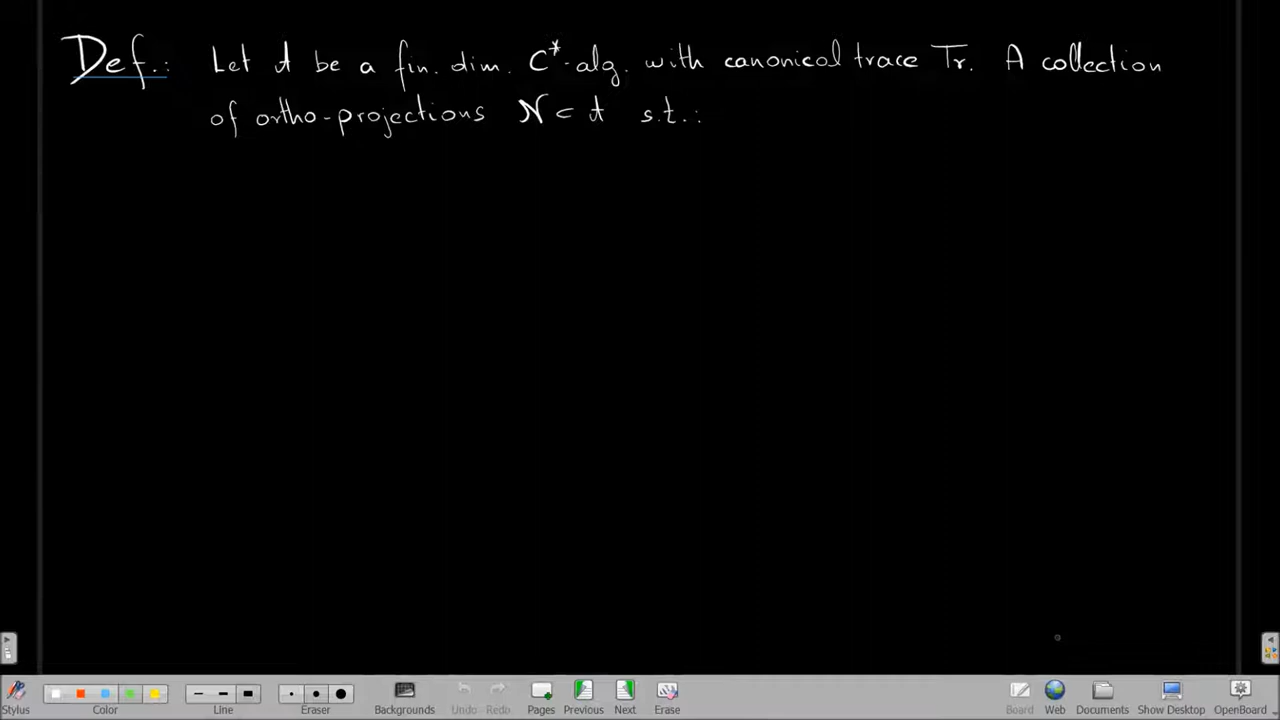 Def.: Let A be a fin. dim. C*-alg. with canonical trace Tr. A collection
of ortho-projections N ⊂ A s.t.:
Stylus Color Line Eraser Backgrounds Undo Redo Pages Previous Next Erase Board Web Documents Show Desktop OpenBoard